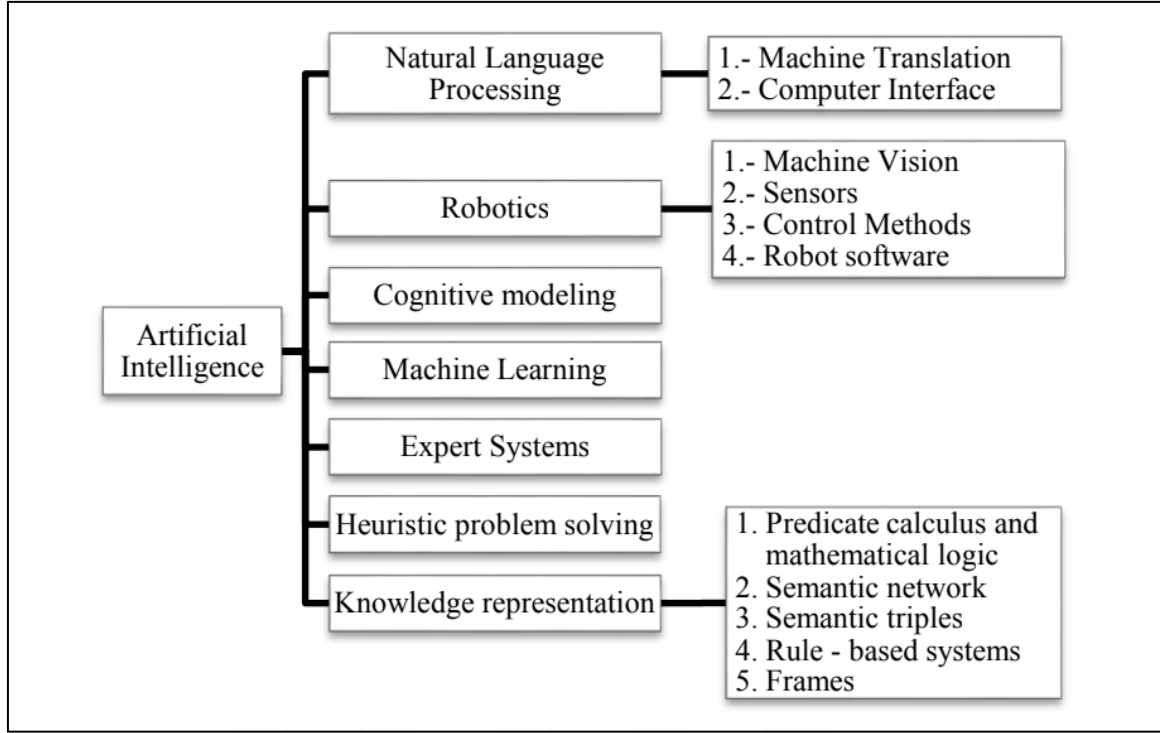 Natural Language
Processing
1.- Machine Translation
2.- Computer Interface
Robotics
1.- Machine Vision
2.- Sensors
3.- Control Methods
4.- Robot software
Cognitive modeling
Artificial
Intelligence
Machine Learning
Expert Systems
Heuristic problem solving
Knowledge representation
1. Predicate calculus and
mathematical logic
2. Semantic network
3. Semantic triples
4. Rule - based systems
5. Frames